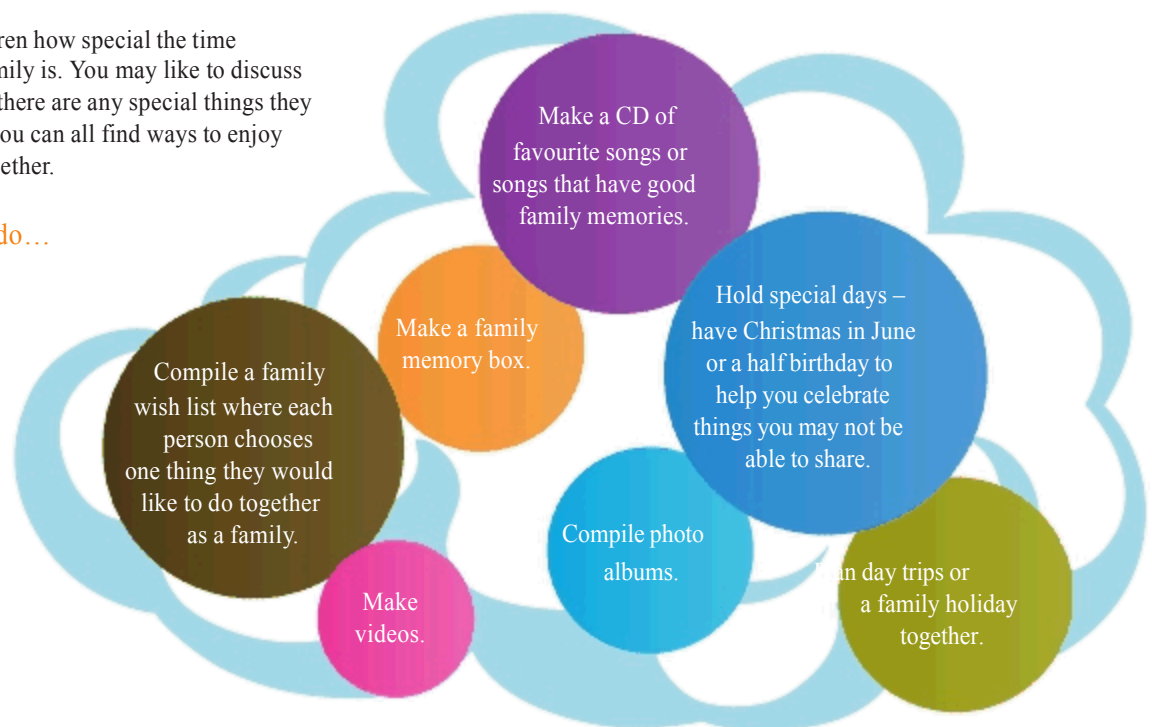 ren how special the time
mily is. You may like to discuss
there are any special things they
ou can all find ways to enjoy
ether.
do…
Make a CD of
favourite songs or
songs that have good
family memories.
Make a family
memory box.
Hold special days –
have Christmas in June
or a half birthday to
help you celebrate
things you may not be
able to share.
Compile a family
wish list where each
person chooses
one thing they would
like to do together
as a family.
Compile photo
albums.
Make
videos.
an day trips or
a family holiday
together.